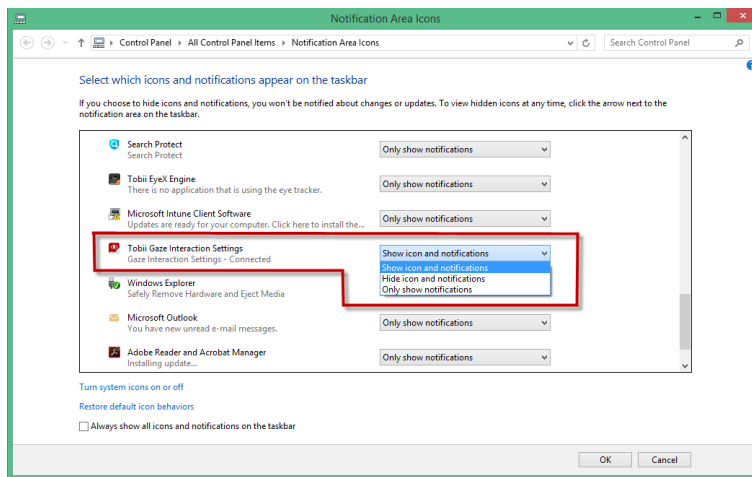 Notification Area Icons
Control Panel
All Control Panel Items
Notification Area Icons
Search Control Panel
Select which icons and notifications appear on the taskbar
If you choose to hide icons and notifications, you won't be notified about changes or updates. To view hidden icons at any time, click the arrow next to the
notification area on the taskbar.
Search Protect
Search Protect
Only show notifications
Tobii EyeX Engine
There is no application that is using the eye tracker.
Only show notifications
Microsoft Intune Client Software
Updates are ready for your computer. Click here to install the...
Only show notifications
Tobii Gaze Interaction Settings
Gaze Interaction Settings - Connected
Show icon and notifications
Show icon and notifications
Hide icon and notifications
Only show notifications
Windows Explorer
Safely Remove Hardware and Eject Media
Microsoft Outlook
You have new unread e-mail messages.
Only show notifications
Adobe Reader and Acrobat Manager
Installing update...
Only show notifications
Turn system icons on or off
Restore default icon behaviors
Always show all icons and notifications on the taskbar
OK
Cancel